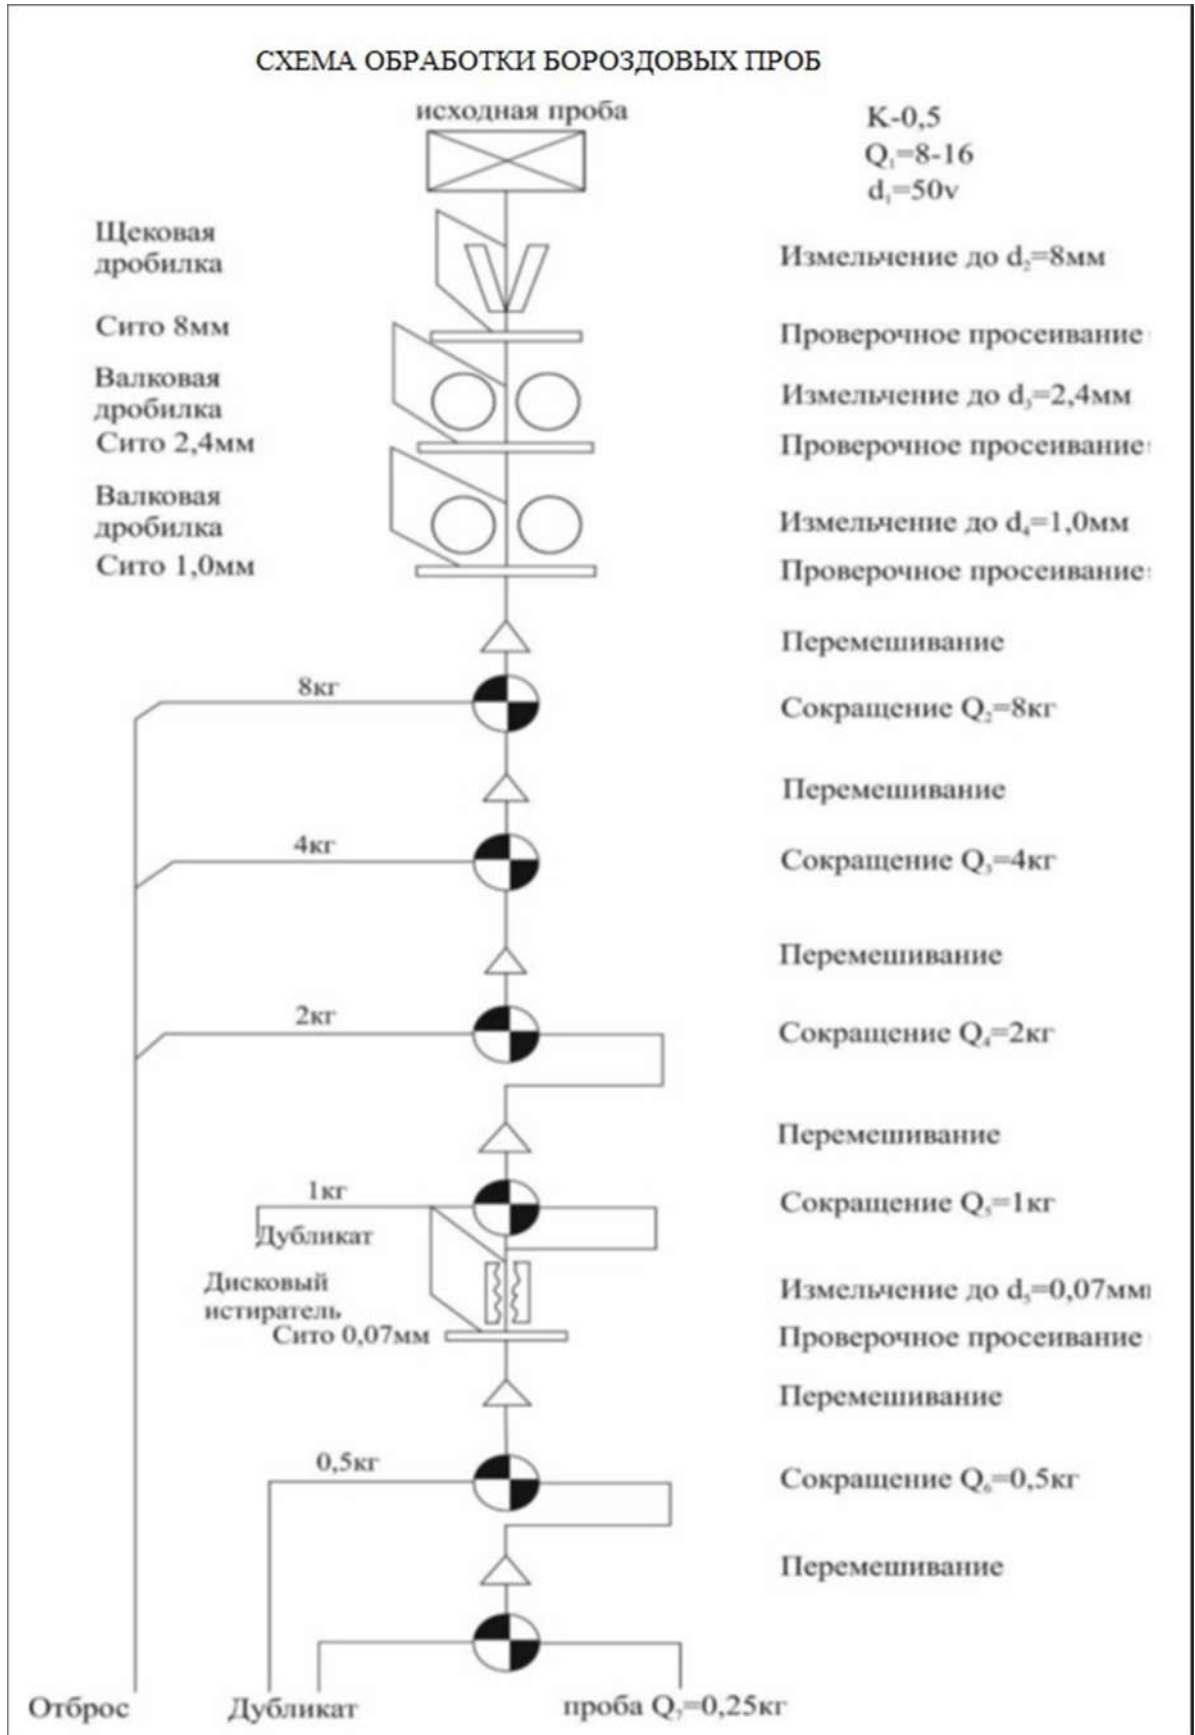 СХЕМА ОБРАБОТКИ БОРОЗДОВЫХ ПРОБ
исходная проба
К-0,5
Q₁=8-16
d₁=50v
Щековая
дробилка
Измельчение до d₂=8мм
Сито 8мм
Проверочное просеивание
Валковая
дробилка
Измельчение до d₃=2,4мм
Сито 2,4мм
Проверочное просеивание
Валковая
дробилка
Измельчение до d₄=1,0мм
Сито 1,0мм
Проверочное просеивание
Перемешивание
8кг
Сокращение Q₂=8кг
Перемешивание
4кг
Сокращение Q₃=4кг
Перемешивание
2кг
Сокращение Q₄=2кг
Перемешивание
1кг
Сокращение Q₅=1кг
Дубликат
Дисковый
истиратель
Измельчение до d₅=0,07мм
Сито 0,07мм
Проверочное просеивание
Перемешивание
0,5кг
Сокращение Q₆=0,5кг
Перемешивание
Отброс
Дубликат
проба Q₇=0,25кг